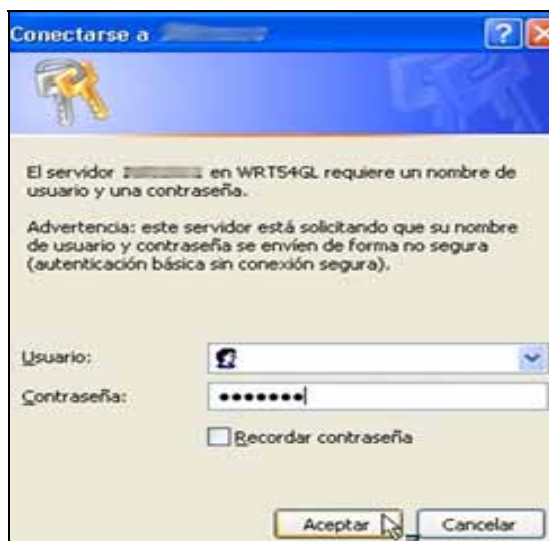 Conectarse a
El servidor en WRT54GL requiere un nombre de
usuario y una contraseña.
Advertencia: este servidor está solicitando que su nombre
de usuario y contraseña se envíen de forma no segura
(autenticación básica sin conexión segura).
Usuario:
Contraseña: •••••••
Recordar contraseña
Aceptar Cancelar